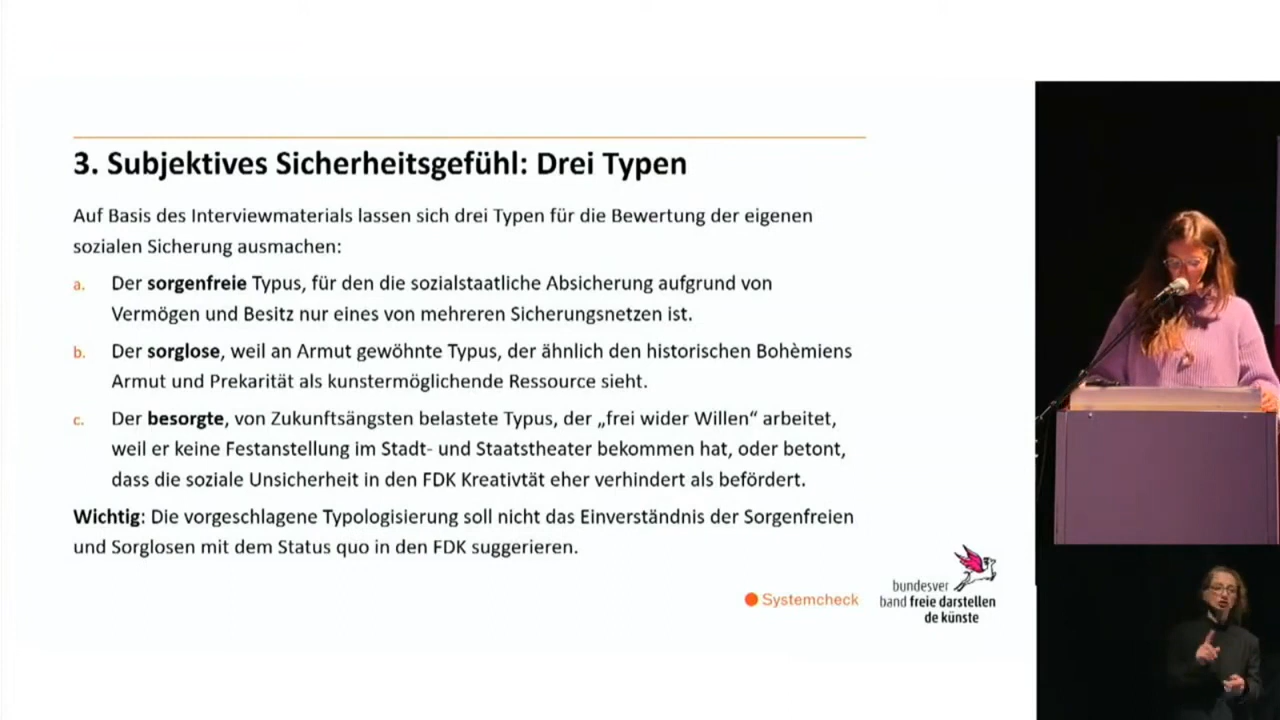 3. Subjektives Sicherheitsgefühl: Drei Typen
Auf Basis des Interviewmaterials lassen sich drei Typen für die Bewertung der eigenen
sozialen Sicherung ausmachen:
a. Der sorgenfreie Typus, für den die sozialstaatliche Absicherung aufgrund von
Vermögen und Besitz nur eines von mehreren Sicherungsnetzen ist.
b. Der sorglose, weil an Armut gewöhnte Typus, der ähnlich den historischen Bohèmiens
Armut und Prekarität als kunstermöglichende Ressource sieht.
c. Der besorgte, von Zukunftsängsten belastete Typus, der „frei wider Willen“ arbeitet,
weil er keine Festanstellung im Stadt- und Staatstheater bekommen hat, oder betont,
dass die soziale Unsicherheit in den FDK Kreativtät eher verhindert als befördert.
Wichtig: Die vorgeschlagene Typologisierung soll nicht das Einverständnis der Sorgenfreien
und Sorglosen mit dem Status quo in den FDK suggerieren.
Systemcheck
bundesver
band freie darstellen
de künste